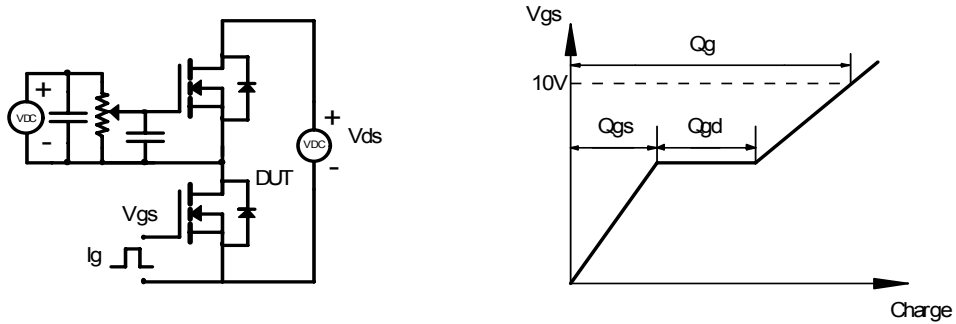 +
VDC
-
+
VDC
-
Vds
DUT
Vgs
Ig
Vgs
Qg
10V
Qgs
Qgd
Charge